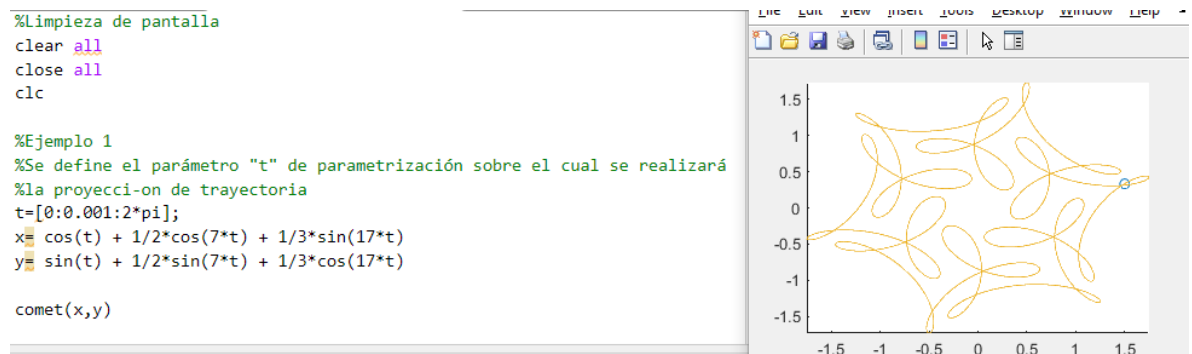 %Limpieza de pantalla
clear all
close all
clc
%Ejemplo 1
%Se define el parámetro "t" de parametrización sobre el cual se realizará
%la proyecci-on de trayectoria
t=[0:0.001:2*pi];
x= cos(t) + 1/2*cos(7*t) + 1/3*sin(17*t)
y= sin(t) + 1/2*sin(7*t) + 1/3*cos(17*t)
comet(x,y)
File Edit View Insert Tools Desktop Window Help
1.5
1
0.5
0
-0.5
-1
-1.5
-1.5 -1 -0.5 0 0.5 1 1.5